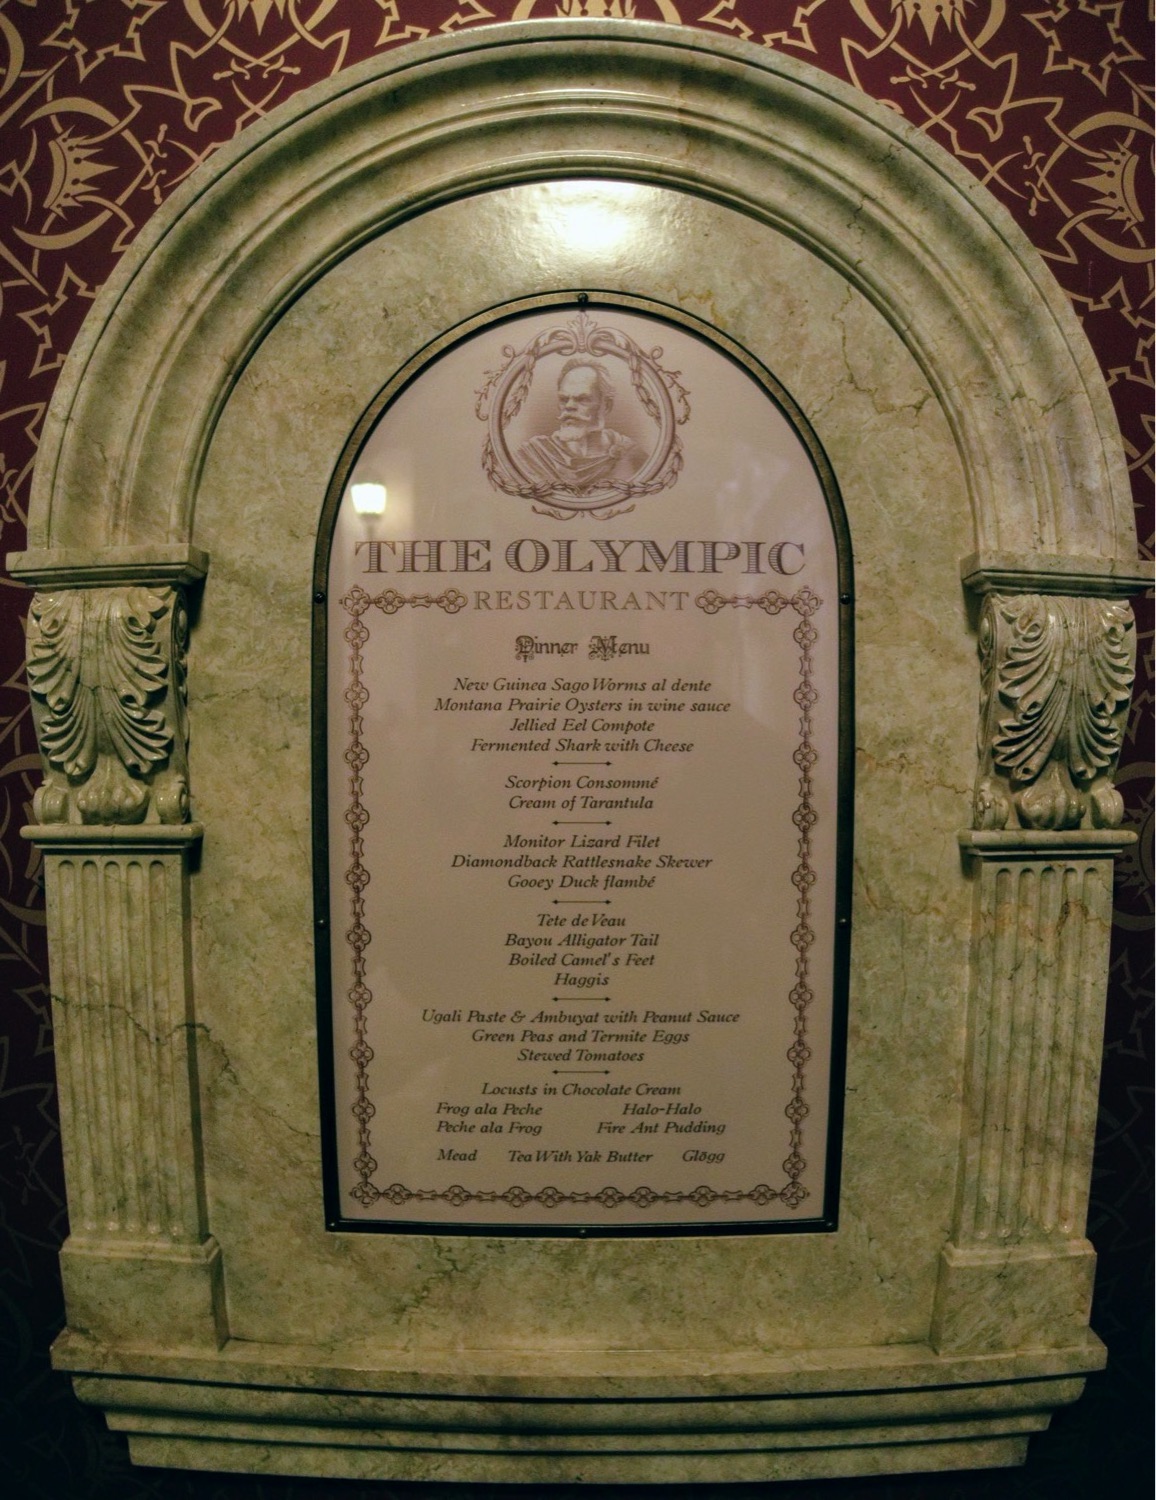 THE OLYMPIC
RESTAURANT
Dinner Menu
New Guinea Sago Worms al dente
Montana Prairie Oysters in wine sauce
Jellied Eel Compote
Fermented Shark with Cheese
Scorpion Consommé
Cream of Tarantula
Monitor Lizard Filet
Diamondback Rattlesnake Skewer
Gooey Duck flambé
Tete de Veau
Bayou Alligator Tail
Boiled Camel's Feet
Haggis
Ugali Paste & Ambuyat with Peanut Sauce
Green Peas and Termite Eggs
Stewed Tomatoes
Locusts in Chocolate Cream
Frog ala Peche Halo-Halo
Peche ala Frog Fire Ant Pudding
Mead Tea With Yak Butter Glögg